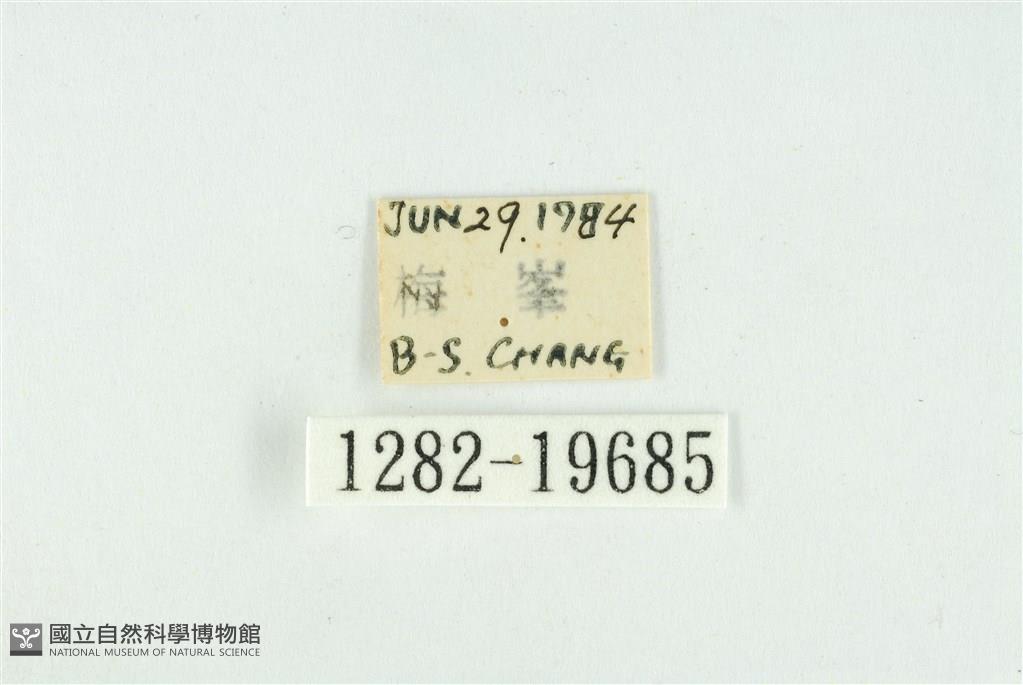 JUN 29. 1984
梅 峯
B-S. CHANG
1282-19685
國立自然科學博物館
NATIONAL MUSEUM OF NATURAL SCIENCE